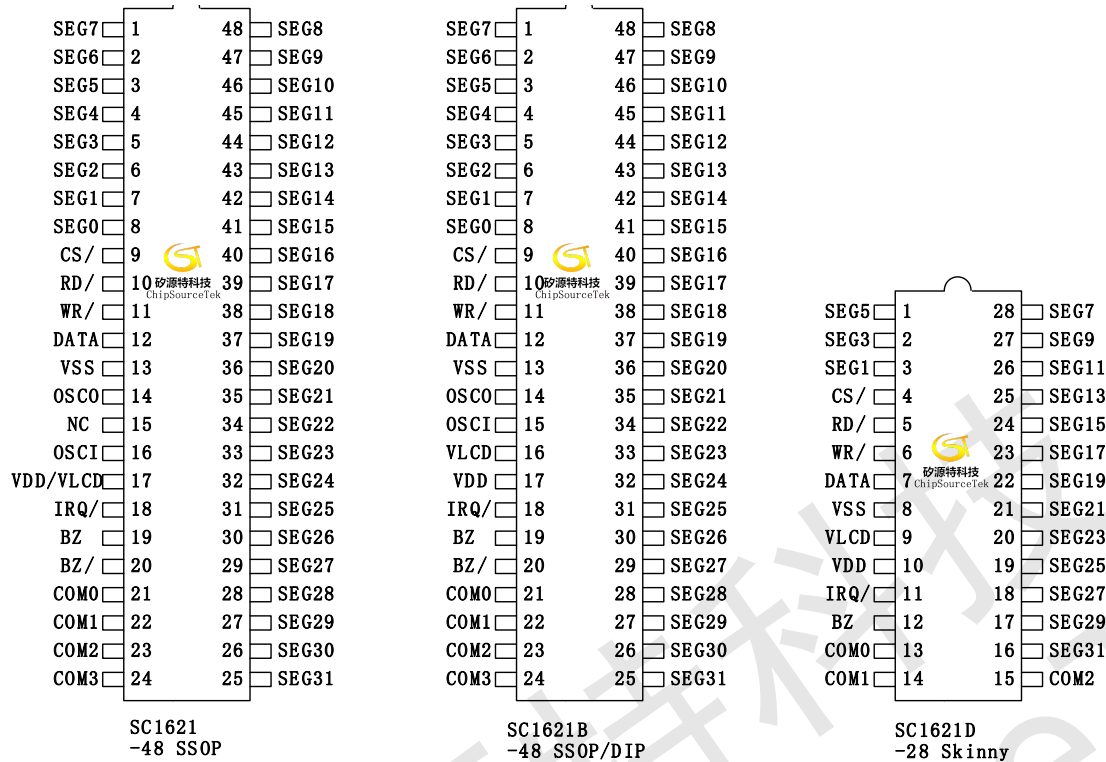 SEG7 1 48 SEG8
SEG6 2 47 SEG9
SEG5 3 46 SEG10
SEG4 4 45 SEG11
SEG3 5 44 SEG12
SEG2 6 43 SEG13
SEG1 7 42 SEG14
SEG0 8 41 SEG15
CS/ 9 40 SEG16
RD/ 10 39 SEG17
WR/ 11 38 SEG18
DATA 12 37 SEG19
VSS 13 36 SEG20
OSCO 14 35 SEG21
NC 15 34 SEG22
OSCI 16 33 SEG23
VDD/VLCD 17 32 SEG24
IRQ/ 18 31 SEG25
BZ 19 30 SEG26
BZ/ 20 29 SEG27
COM0 21 28 SEG28
COM1 22 27 SEG29
COM2 23 26 SEG30
COM3 24 25 SEG31
矽源特科技
ChipSourceTek
SC1621
-48 SSOP
SEG7 1 48 SEG8
SEG6 2 47 SEG9
SEG5 3 46 SEG10
SEG4 4 45 SEG11
SEG3 5 44 SEG12
SEG2 6 43 SEG13
SEG1 7 42 SEG14
SEG0 8 41 SEG15
CS/ 9 40 SEG16
RD/ 10 39 SEG17
WR/ 11 38 SEG18
DATA 12 37 SEG19
VSS 13 36 SEG20
OSCO 14 35 SEG21
OSCI 15 34 SEG22
VLCD 16 33 SEG23
VDD 17 32 SEG24
IRQ/ 18 31 SEG25
BZ 19 30 SEG26
BZ/ 20 29 SEG27
COM0 21 28 SEG28
COM1 22 27 SEG29
COM2 23 26 SEG30
COM3 24 25 SEG31
矽源特科技
ChipSourceTek
SC1621B
-48 SSOP/DIP
SEG5 1 28 SEG7
SEG3 2 27 SEG9
SEG1 3 26 SEG11
CS/ 4 25 SEG13
RD/ 5 24 SEG15
WR/ 6 23 SEG17
DATA 7 22 SEG19
VSS 8 21 SEG21
VLCD 9 20 SEG23
VDD 10 19 SEG25
IRQ/ 11 18 SEG27
BZ 12 17 SEG29
COM0 13 16 SEG31
COM1 14 15 COM2
矽源特科技
ChipSourceTek
SC1621D
-28 Skinny
特科技